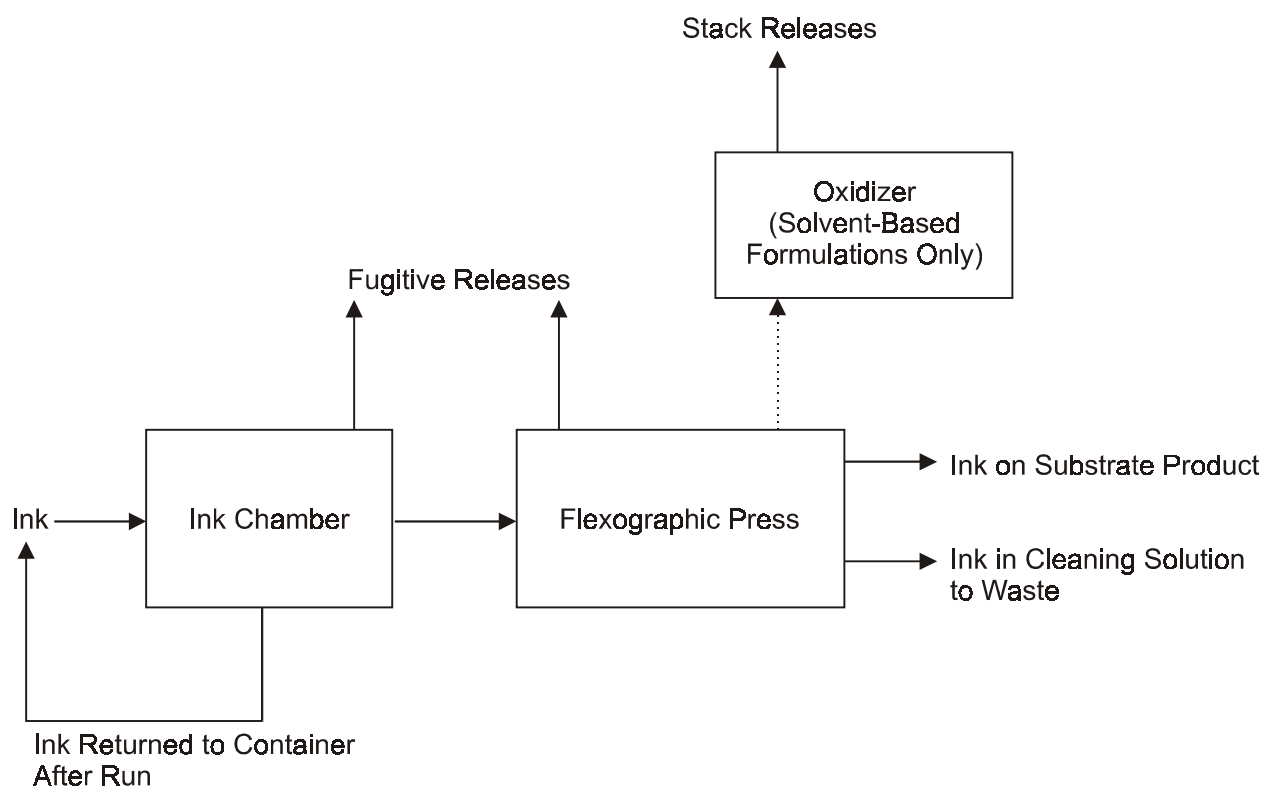 Stack Releases
Oxidizer
(Solvent-Based
Formulations Only)
Fugitive Releases
Ink
Ink Chamber
Flexographic Press
Ink on Substrate Product
Ink in Cleaning Solution
to Waste
Ink Returned to Container
After Run